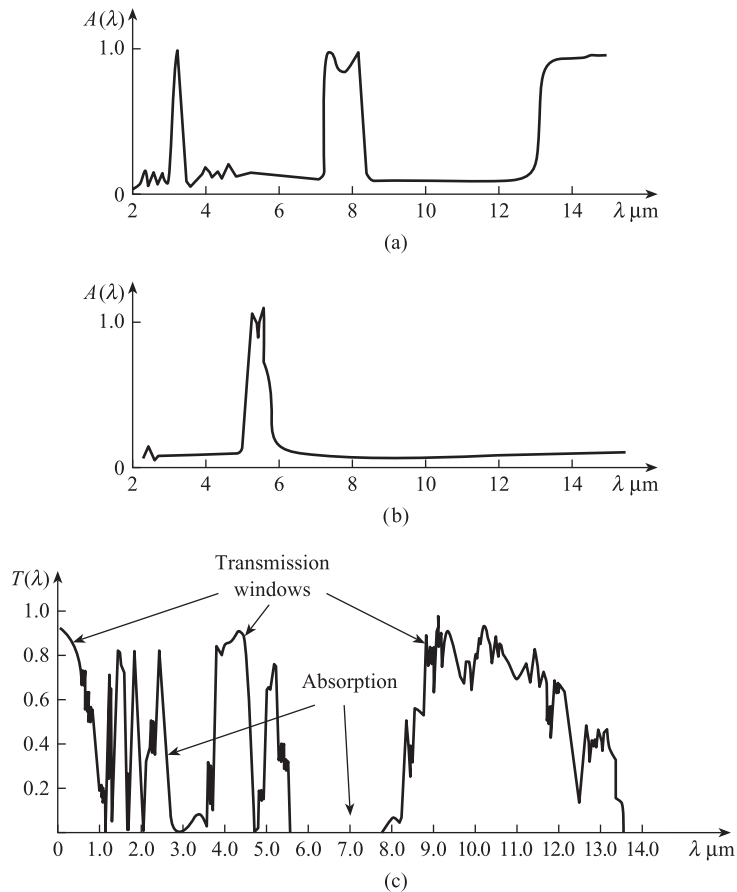 A(λ)
1.0
0
2 4 6 8 10 12 14 λ μm
(a)
A(λ)
1.0
0
2 4 6 8 10 12 14 λ μm
(b)
Transmission
windows
T(λ)
1.0
0.8
Absorption
0.6
0.4
0.2
0 1.0 2.0 3.0 4.0 5.0 6.0 7.0 8.0 9.0 10.0 11.0 12.0 13.0 14.0 λ μm
(c)